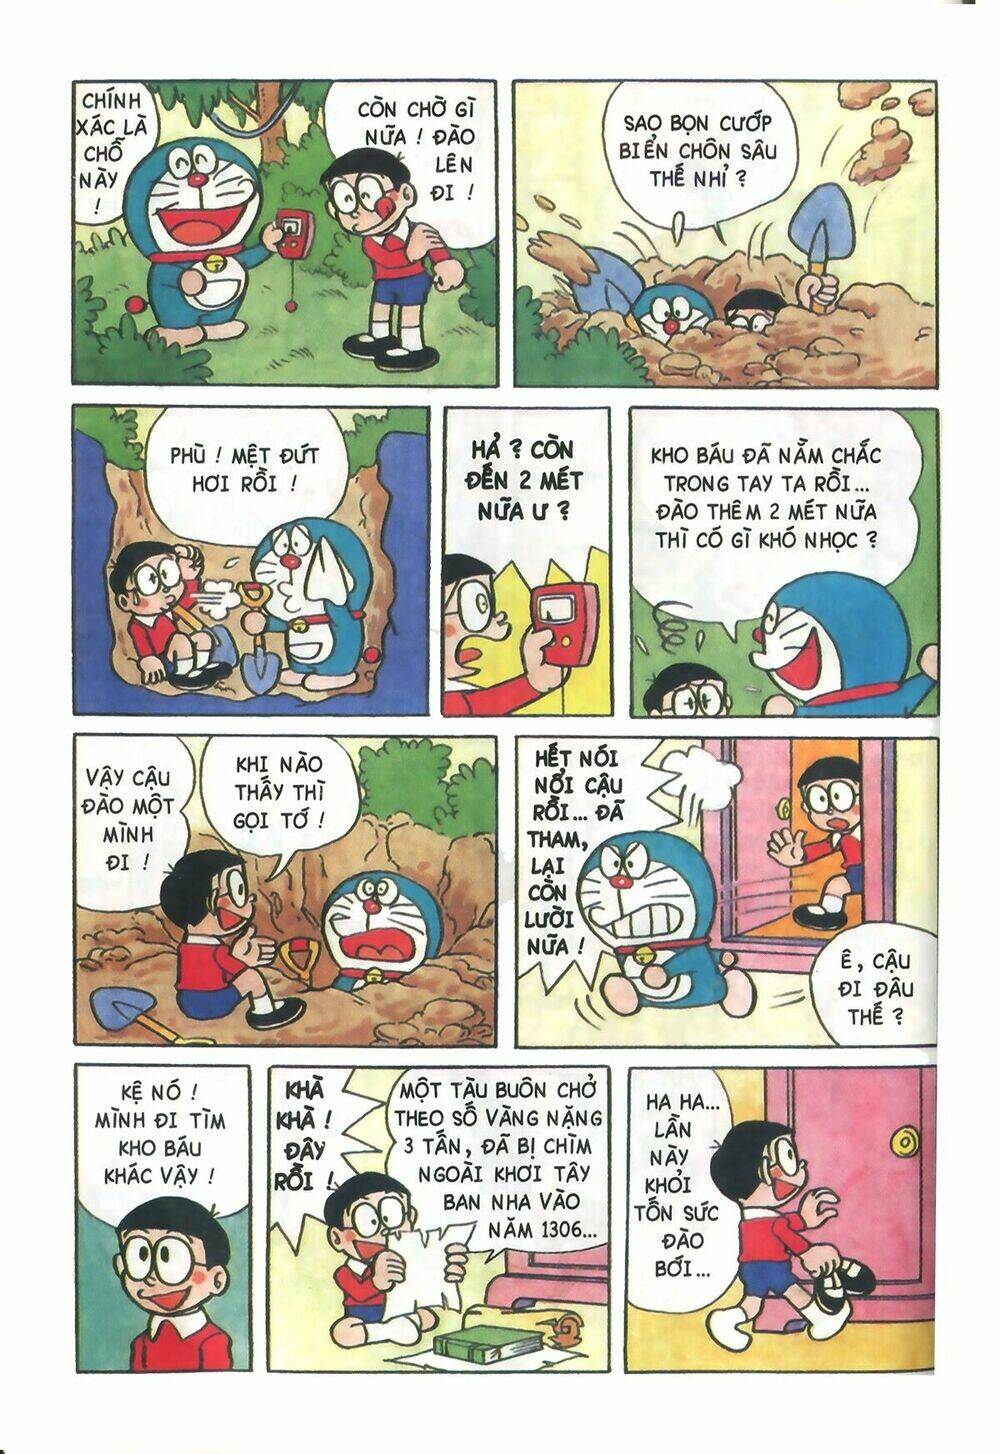 CHÍNH
XÁC LÀ
CHỖ
NÀY
!
CÒN CHỜ GÌ
NỮA ! ĐÀO
LÊN
ĐI !
SAO BỌN CƯỚP
BIỂN CHÔN SÂU
THẾ NHỈ ?
PHÙ ! MỆT ĐỨT
HƠI RỒI !
HẢ ? CÒN
ĐẾN 2 MÉT
NỮA Ư ?
KHO BÁU ĐÃ NẰM CHẮC
TRONG TAY TA RỒI...
ĐÀO THÊM 2 MÉT NỮA
THÌ CÓ GÌ KHÓ NHỌC ?
VẬY CẬU
ĐÀO MỘT
MÌNH
ĐI !
KHI NÀO
THẤY THÌ
GỌI TỚ !
HẾT NÓI
NỔI CẬU
RỒI... ĐÃ
THAM,
LẠI
CÒN
LƯỜI
NỮA !
Ê, CẬU
ĐI ĐÂU
THẾ ?
KỆ NÓ !
MÌNH ĐI TÌM
KHO BÁU
KHÁC VẬY !
KHÀ
KHÀ !
ĐÂY
RỒI !
MỘT TÀU BUÔN CHỞ
THEO SỐ VÀNG NẶNG
3 TẤN, ĐÃ BỊ CHÌM
NGOÀI KHƠI TÂY
BAN NHA VÀO
NĂM 1306...
HA HA...
LẦN
NÀY
KHỎI
TỐN SỨC
ĐÀO
BỚI...